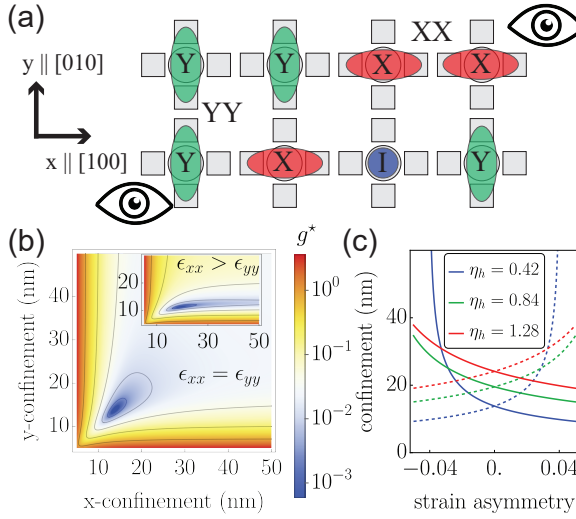 (a)
XX
y || [010]
Y Y X X
YY
x || [100]
Y X I Y
(b)
g*
(c)
y-confinement (nm)
40
30
20
10
20
10
ϵxx > ϵyy
10 30 50
ϵxx = ϵyy
10 20 30 40 50
x-confinement (nm)
10⁰
10⁻¹
10⁻²
10⁻³
confinement (nm)
40
20
0
ηh = 0.42
ηh = 0.84
ηh = 1.28
−0.04 0. 0.04
strain asymmetry